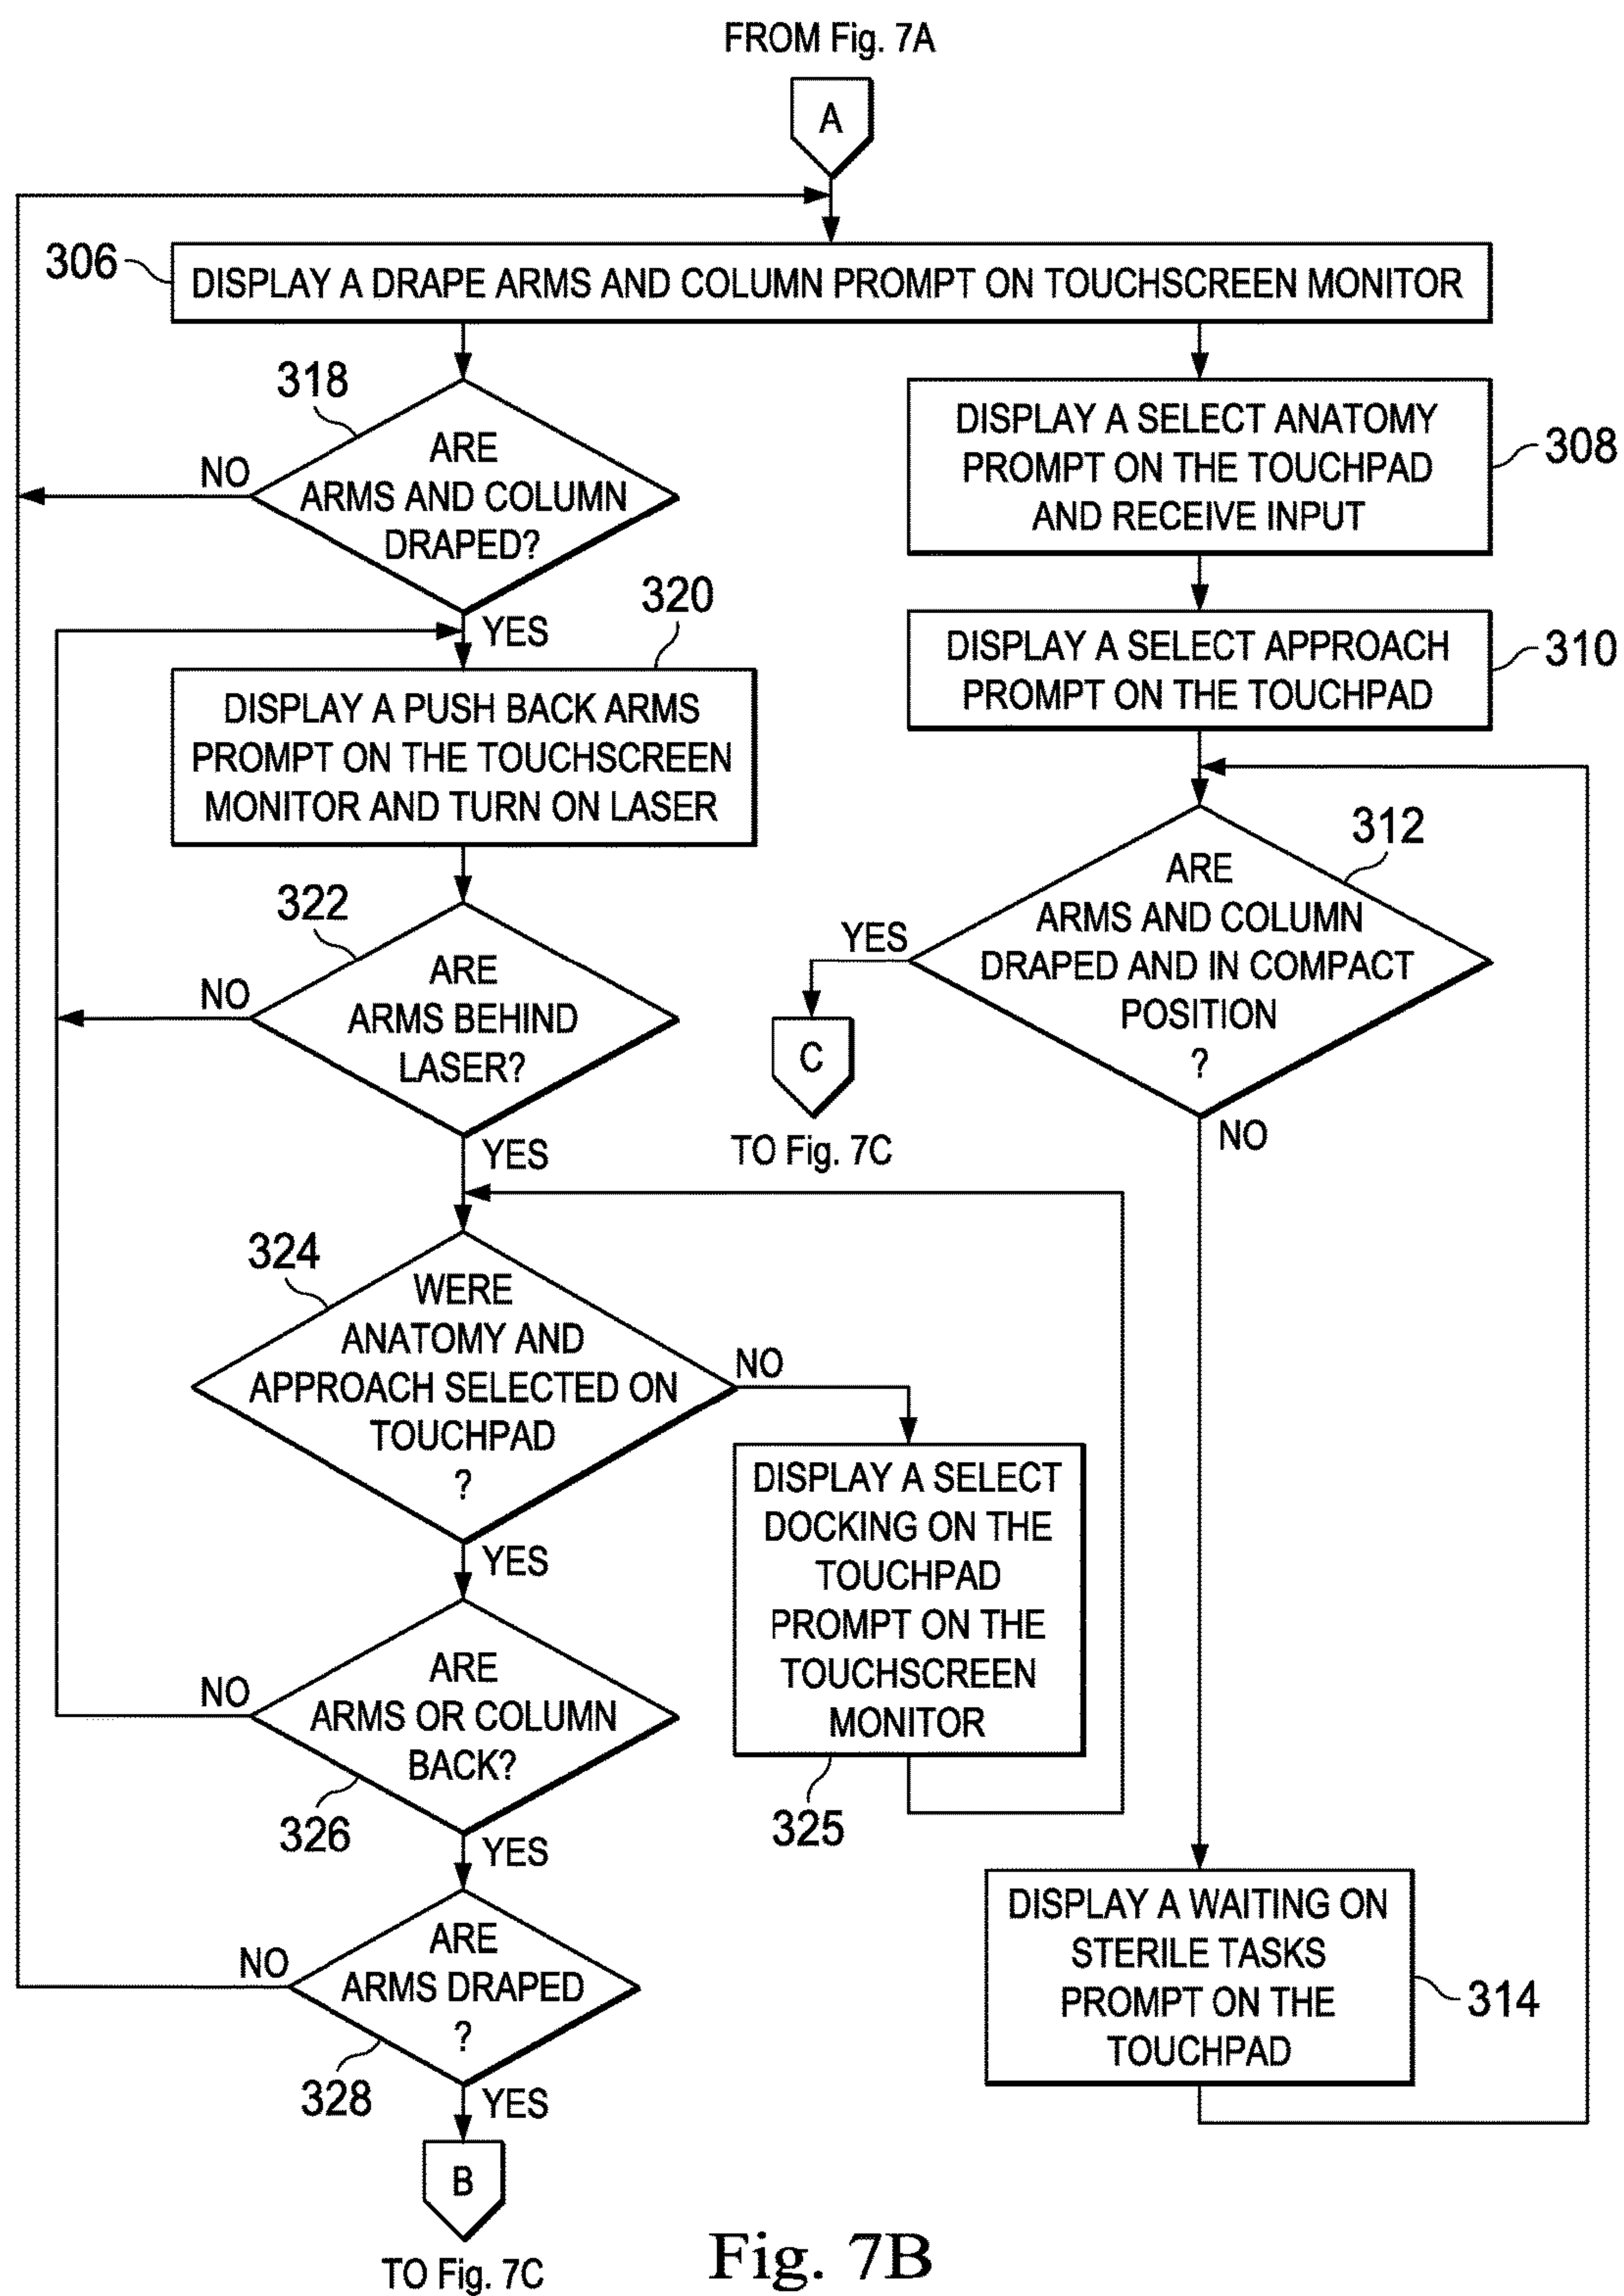 FROM Fig. 7A
A
306
DISPLAY A DRAPE ARMS AND COLUMN PROMPT ON TOUCHSCREEN MONITOR
318
ARE
ARMS AND COLUMN
DRAPED?
NO
YES
320
DISPLAY A PUSH BACK ARMS
PROMPT ON THE TOUCHSCREEN
MONITOR AND TURN ON LASER
322
ARE
ARMS BEHIND
LASER?
NO
YES
324
WERE
ANATOMY AND
APPROACH SELECTED ON
TOUCHPAD
?
NO
YES
DISPLAY A SELECT
DOCKING ON THE
TOUCHPAD
PROMPT ON THE
TOUCHSCREEN
MONITOR
325
ARE
ARMS OR COLUMN
BACK?
NO
326
YES
ARE
ARMS DRAPED
?
NO
328
YES
B
TO Fig. 7C
DISPLAY A SELECT ANATOMY
PROMPT ON THE TOUCHPAD
AND RECEIVE INPUT
308
DISPLAY A SELECT APPROACH
PROMPT ON THE TOUCHPAD
310
312
ARE
ARMS AND COLUMN
DRAPED AND IN COMPACT
POSITION
?
YES
C
TO Fig. 7C
NO
DISPLAY A WAITING ON
STERILE TASKS
PROMPT ON THE
TOUCHPAD
314
Fig. 7B